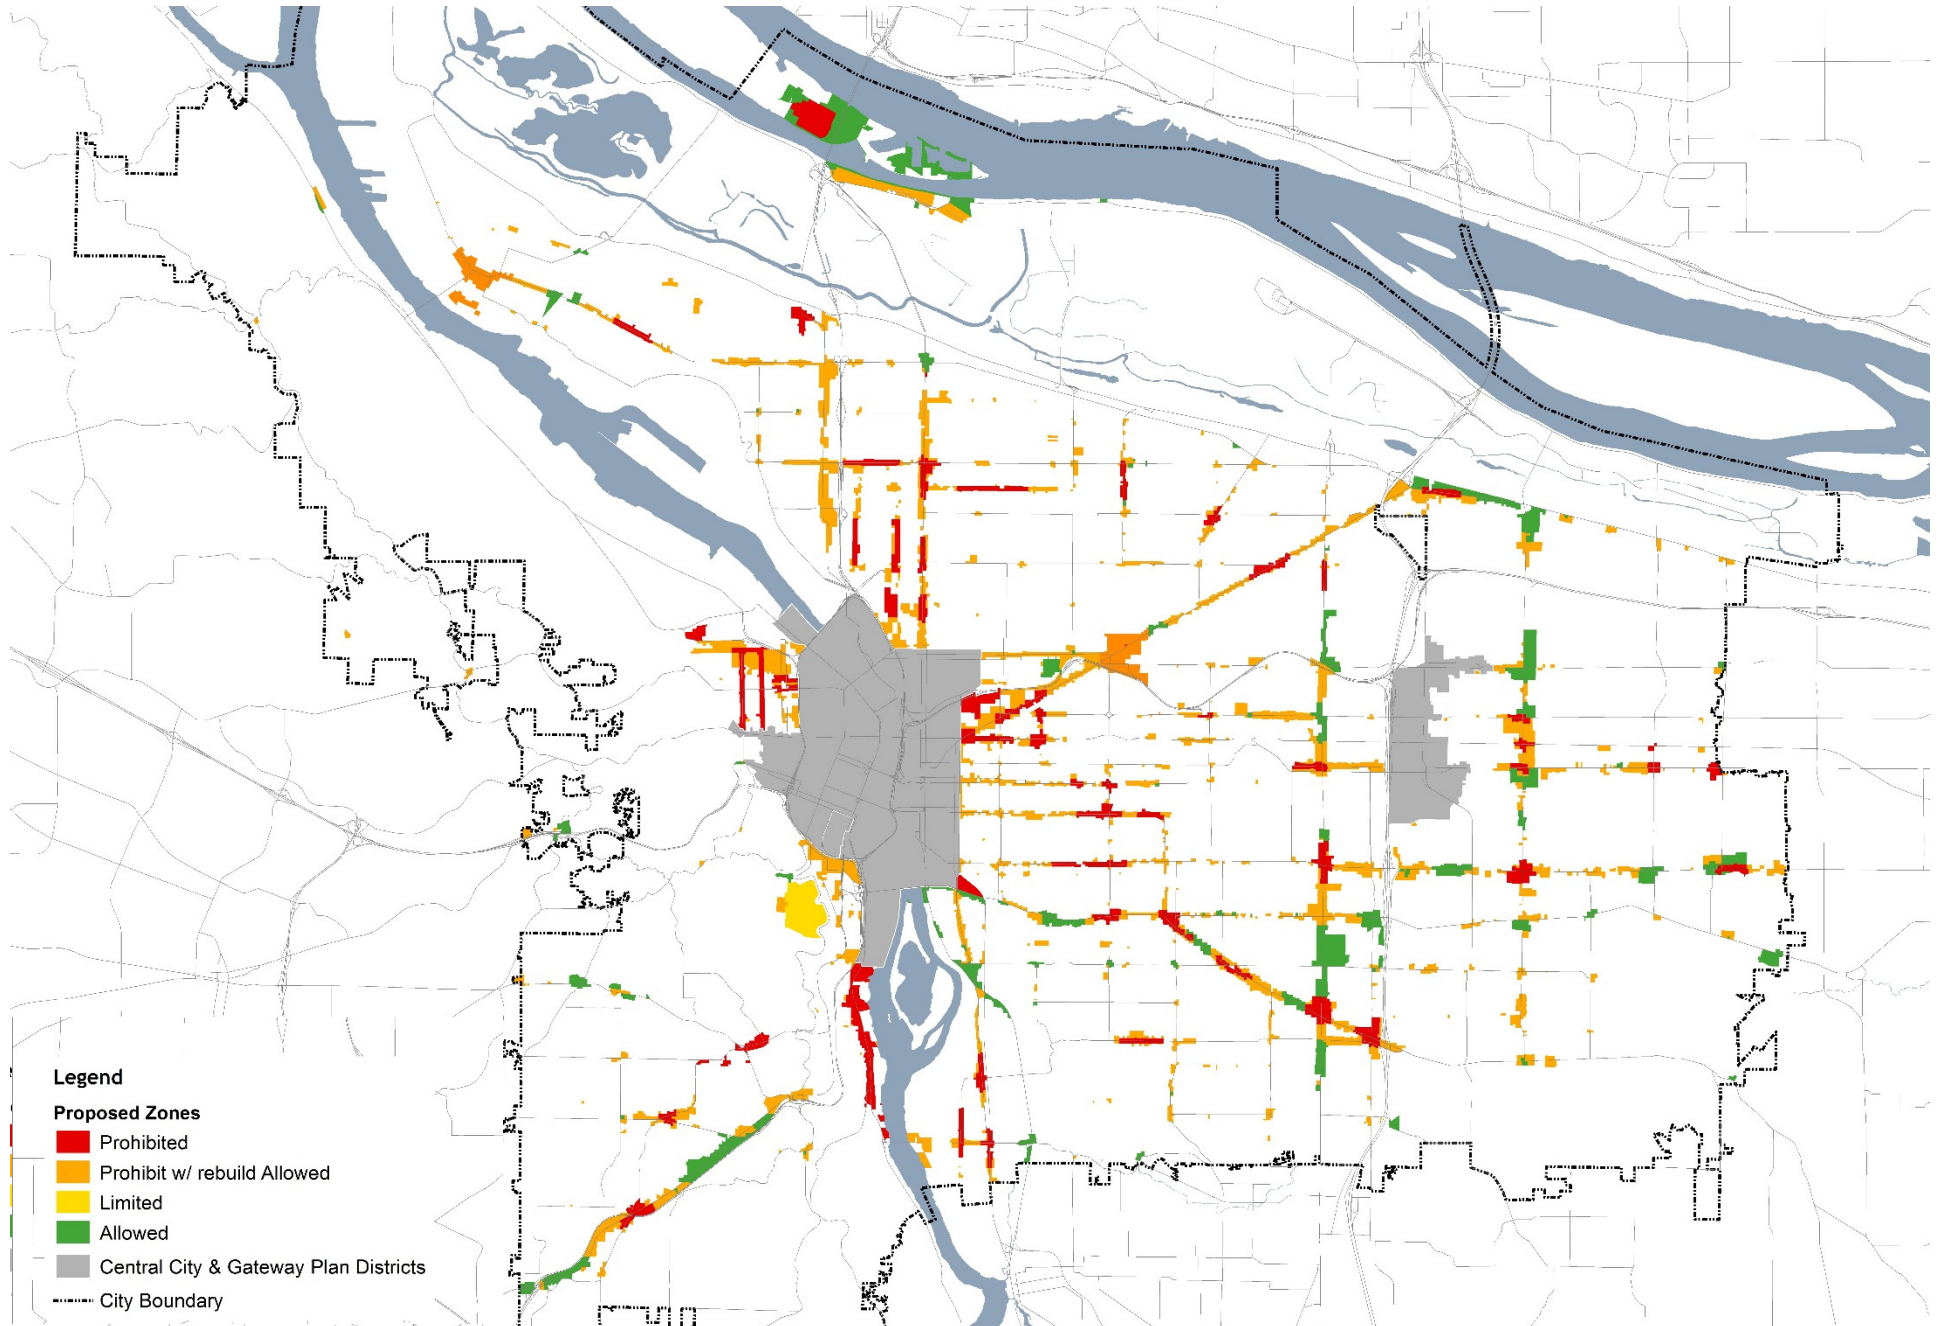 Legend
Proposed Zones
Prohibited
Prohibit w/ rebuild Allowed
Limited
Allowed
Central City & Gateway Plan Districts
City Boundary